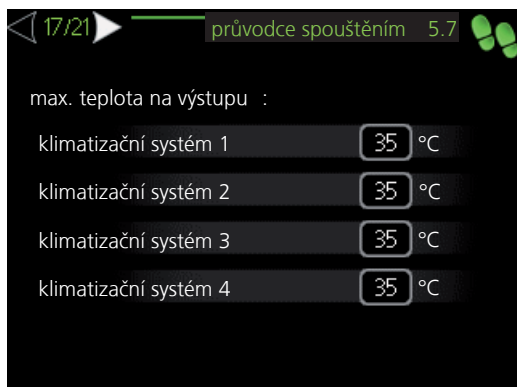 17/21 průvodce spouštěním 5.7
max. teplota na výstupu :
klimatizační systém 1 35 °C
klimatizační systém 2 35 °C
klimatizační systém 3 35 °C
klimatizační systém 4 35 °C